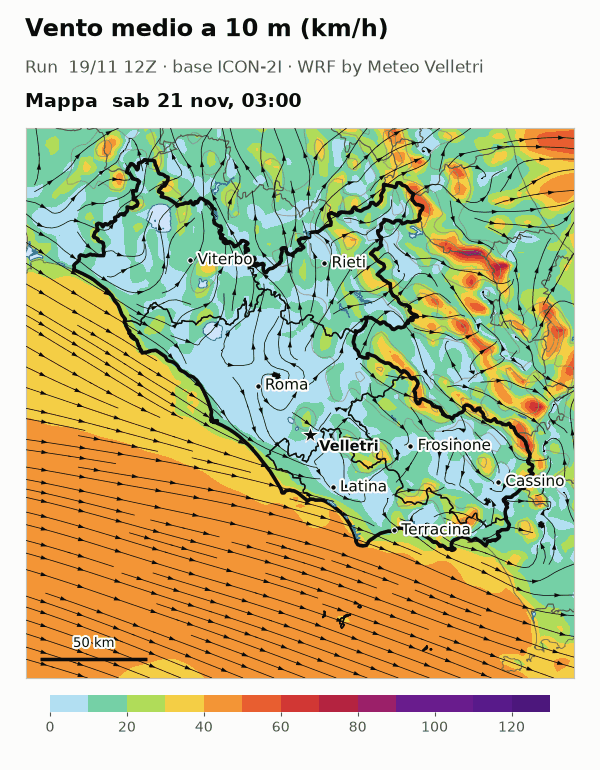 Vento medio a 10 m (km/h)
Run 19/11 12Z · base ICON-2I · WRF by Meteo Velletri
Mappa sab 21 nov, 03:00
Viterbo
Rieti
Roma
Velletri
Frosinone
Cassino
Latina
Terracina
50 km
0 20 40 60 80 100 120